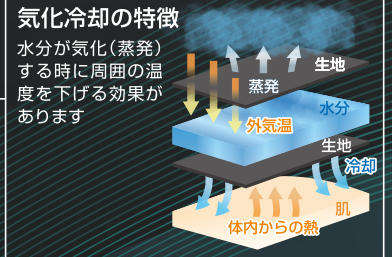 気化冷却の特徴
水分が気化(蒸発)
する時に周囲の温
度を下げる効果が
あります
生地
蒸発
水分
外気温
生地
冷却
肌
体内からの熱